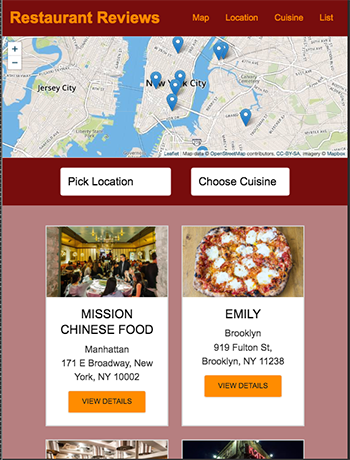 Restaurant Reviews
Map Location Cuisine List
+
−
Jersey City
New York City
Leaflet | Map data © OpenStreetMap contributors, CC-BY-SA, Imagery © Mapbox
Pick Location
Choose Cuisine
MISSION
CHINESE FOOD
Manhattan
171 E Broadway, New
York, NY 10002
VIEW DETAILS
EMILY
Brooklyn
919 Fulton St,
Brooklyn, NY 11238
VIEW DETAILS